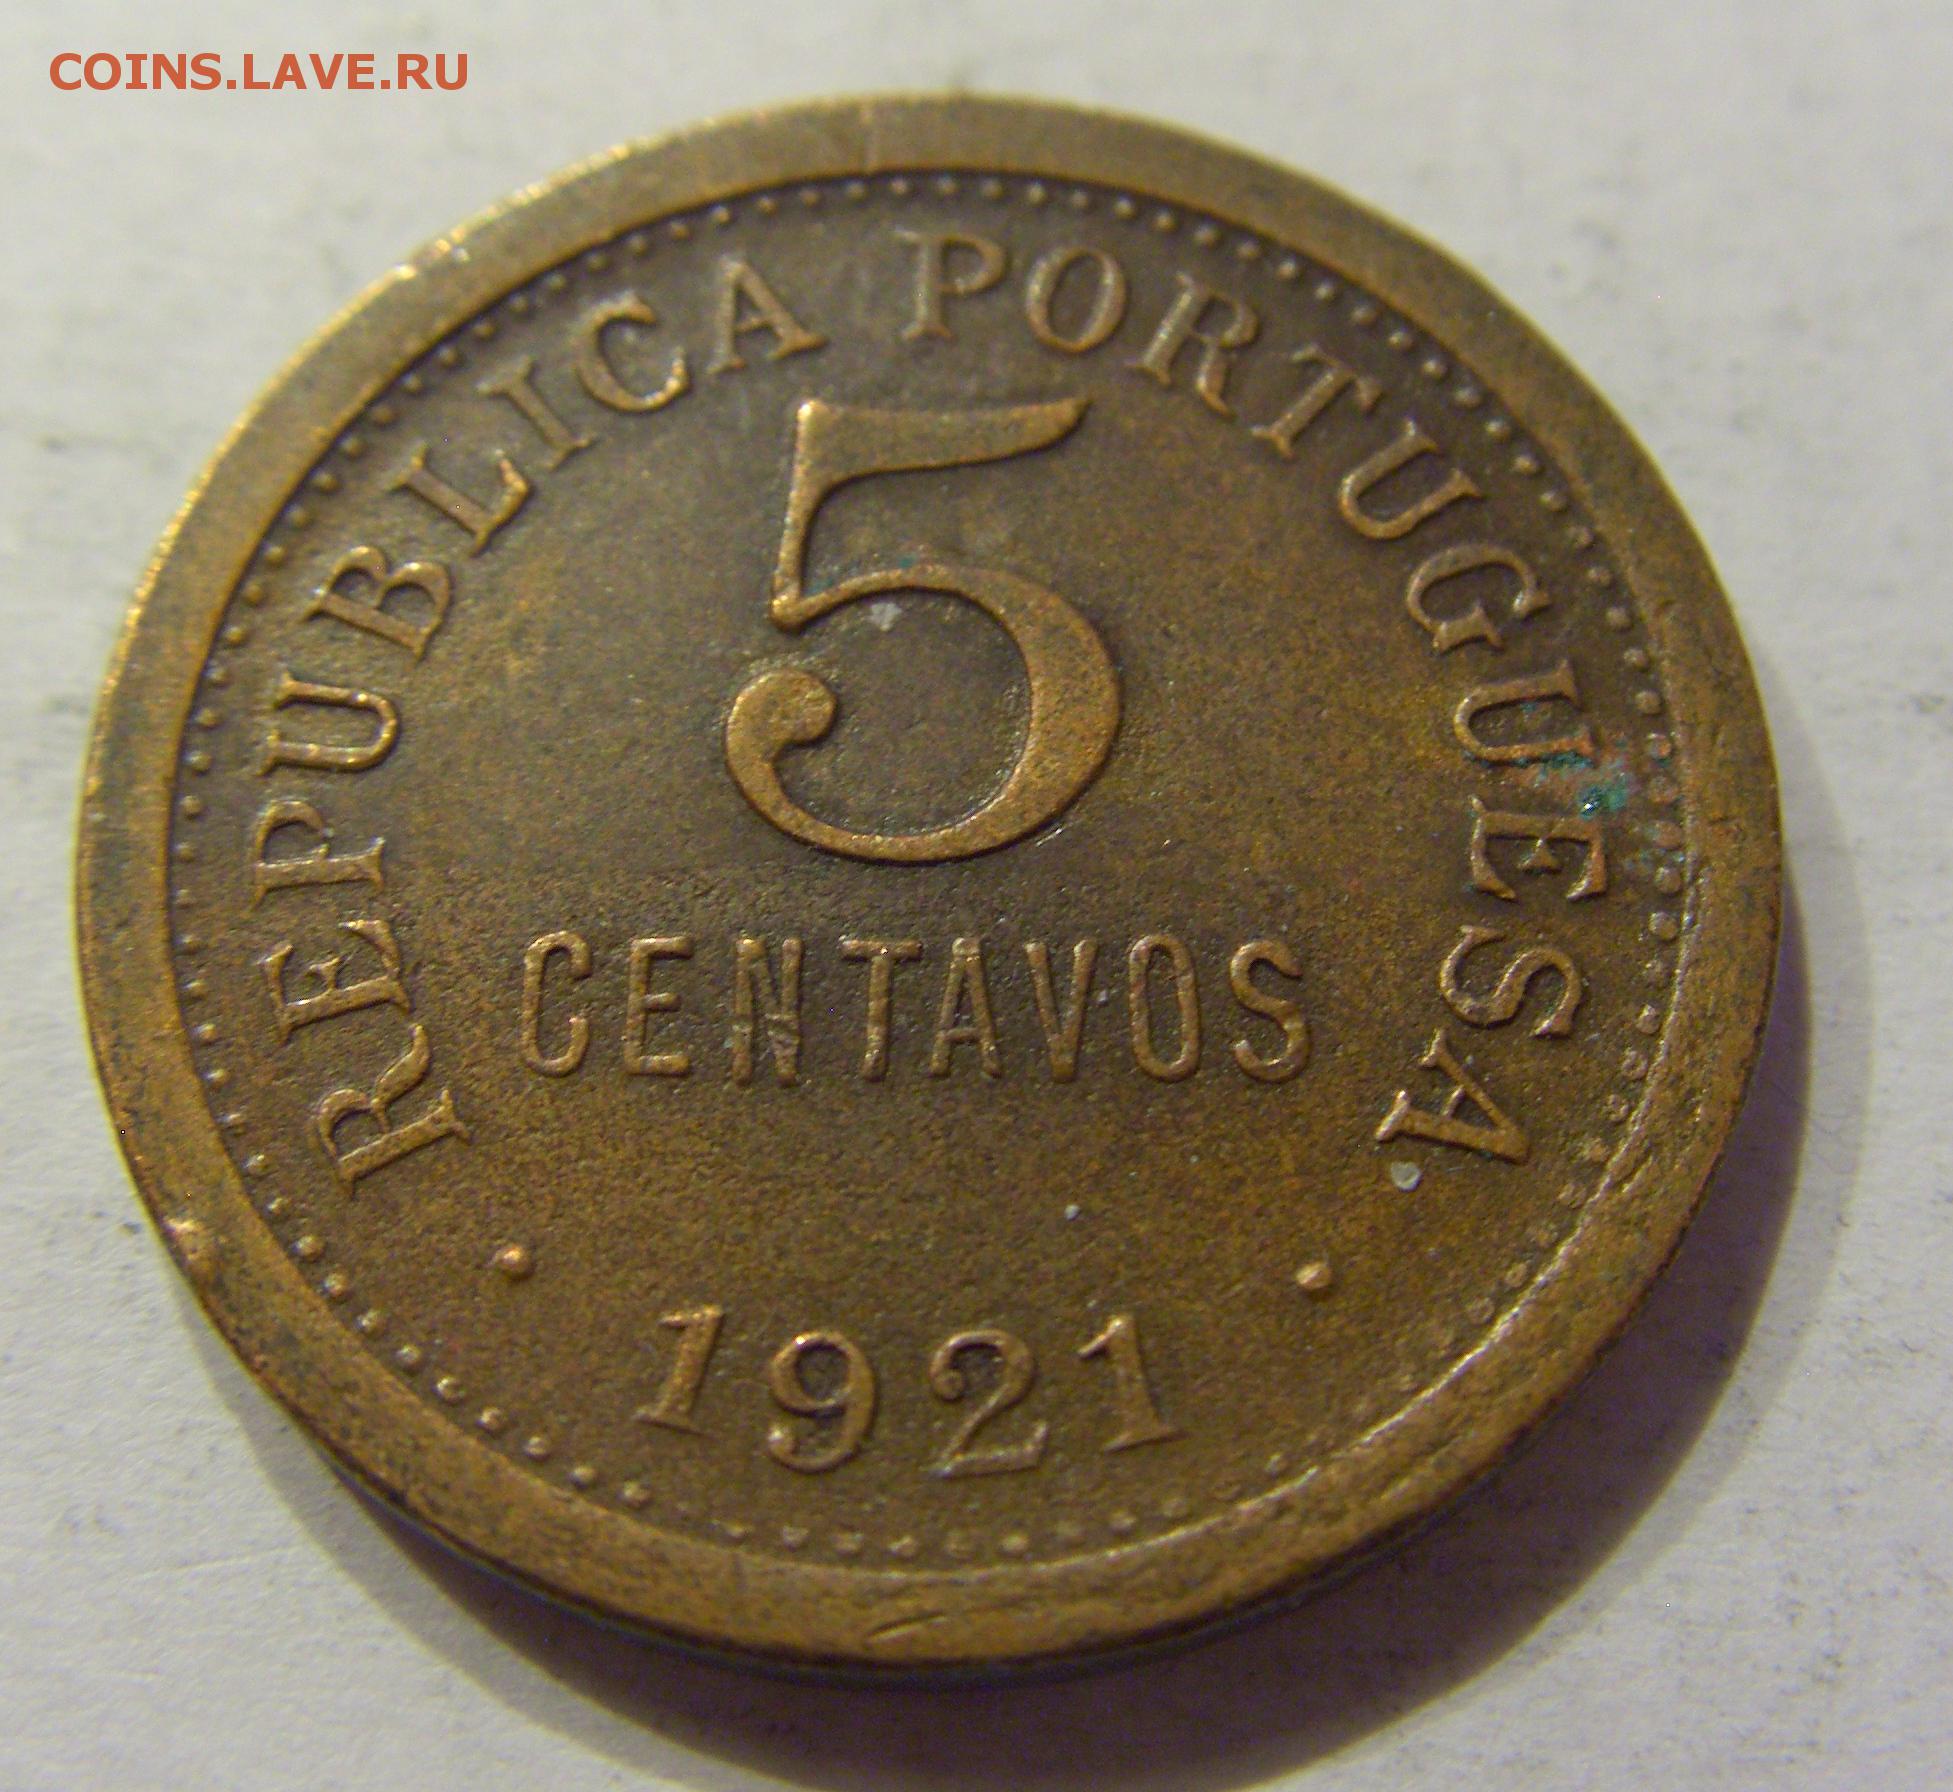 COINS.LAVE.RU
REPUBLICA PORTUGUESA
5
CENTAVOS
1921